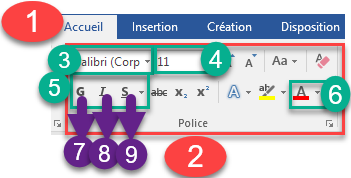 1 Accueil Insertion Création Disposition
3 alibri (Corp 11 4 A A Aa A
5 G I S abc x₂ x² A ab A 6
Police
7 8 9 2